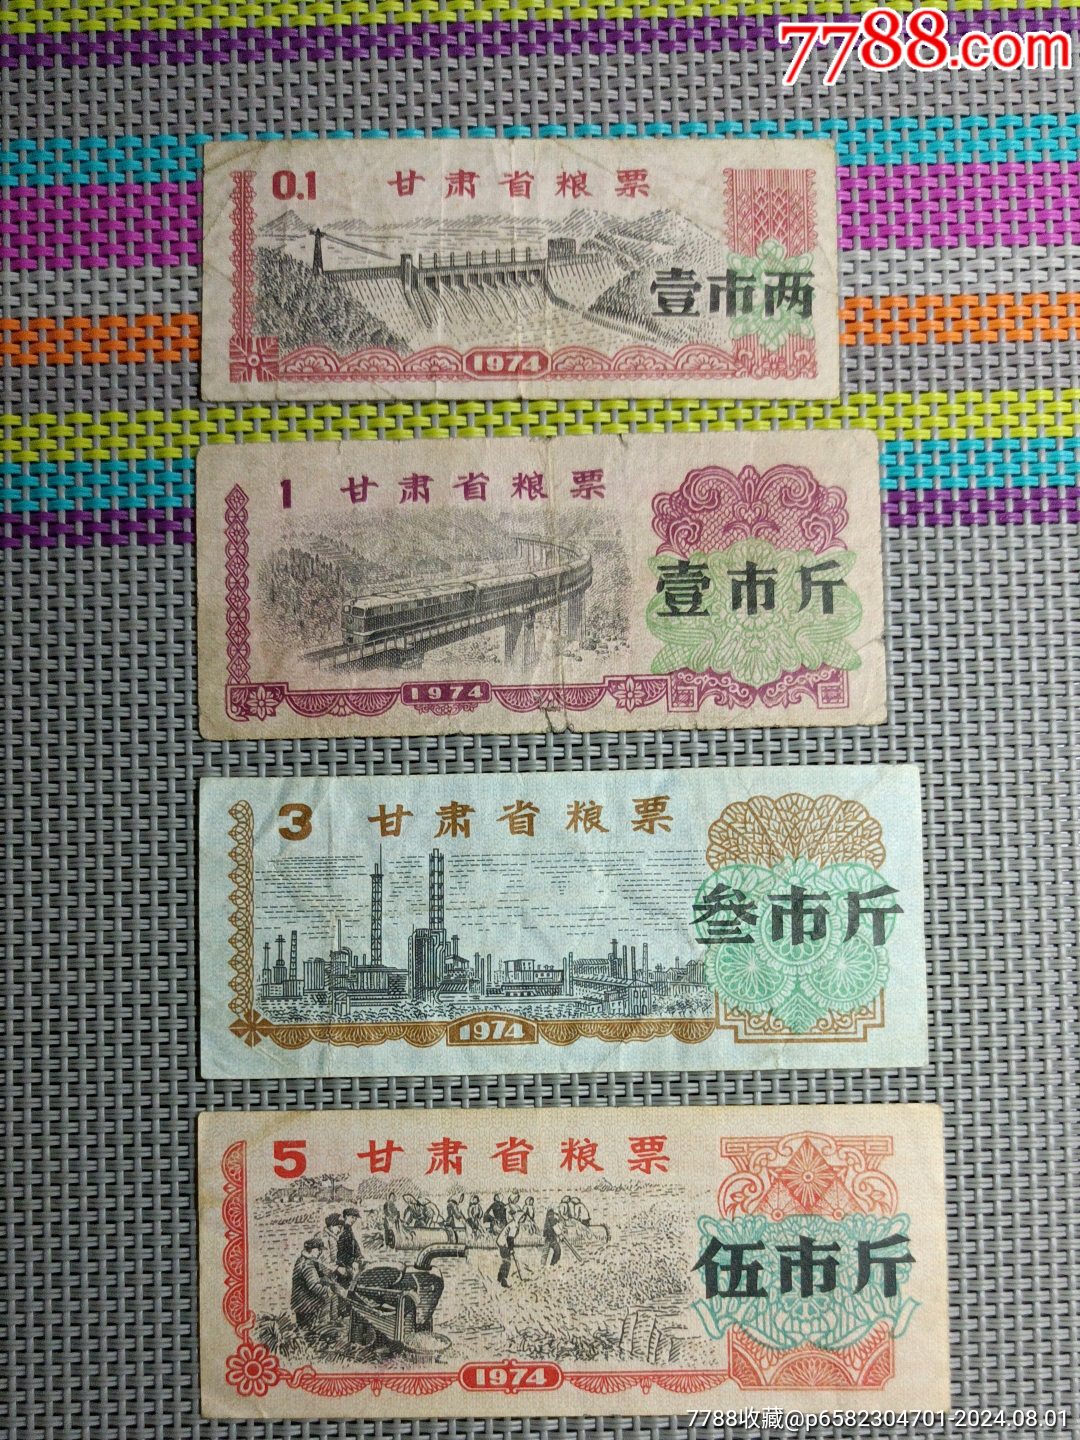 7788.com
0.1 甘肃省粮票
壹市两
1974
1 甘肃省粮票
壹市斤
1974
3 甘肃省粮票
叁市斤
1974
5 甘肃省粮票
伍市斤
1974
7788收藏@p6582304701-2024.08.01